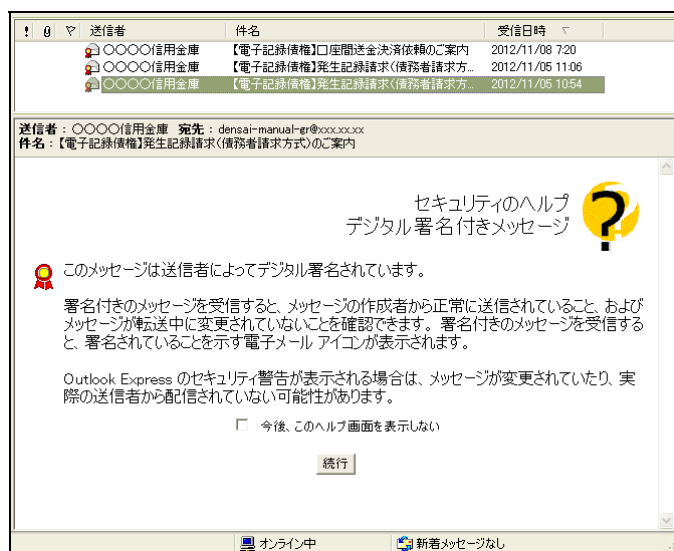 ! 送信者 件名 受信日時
〇〇〇〇信用金庫 【電子記録債権】口座間送金決済依頼のご案内 2012/11/08 7:20
〇〇〇〇信用金庫 【電子記録債権】発生記録請求(債務者請求方... 2012/11/05 11:06
〇〇〇〇信用金庫 【電子記録債権】発生記録請求(債務者請求方... 2012/11/05 10:54
送信者：〇〇〇〇信用金庫 宛先：densai-manual-gr@xxx.xx.xx
件名：【電子記録債権】発生記録請求(債務者請求方式)のご案内
セキュリティのヘルプ
デジタル署名付きメッセージ
このメッセージは送信者によってデジタル署名されています。
署名付きのメッセージを受信すると、メッセージの作成者から正常に送信されていること、および
メッセージが転送中に変更されていないことを確認できます。署名付きのメッセージを受信する
と、署名されていることを示す電子メール アイコンが表示されます。
Outlook Express のセキュリティ警告が表示される場合は、メッセージが変更されていたり、実
際の送信者から配信されていない可能性があります。
今後、このヘルプ画面を表示しない
続行
オンライン中 新着メッセージなし